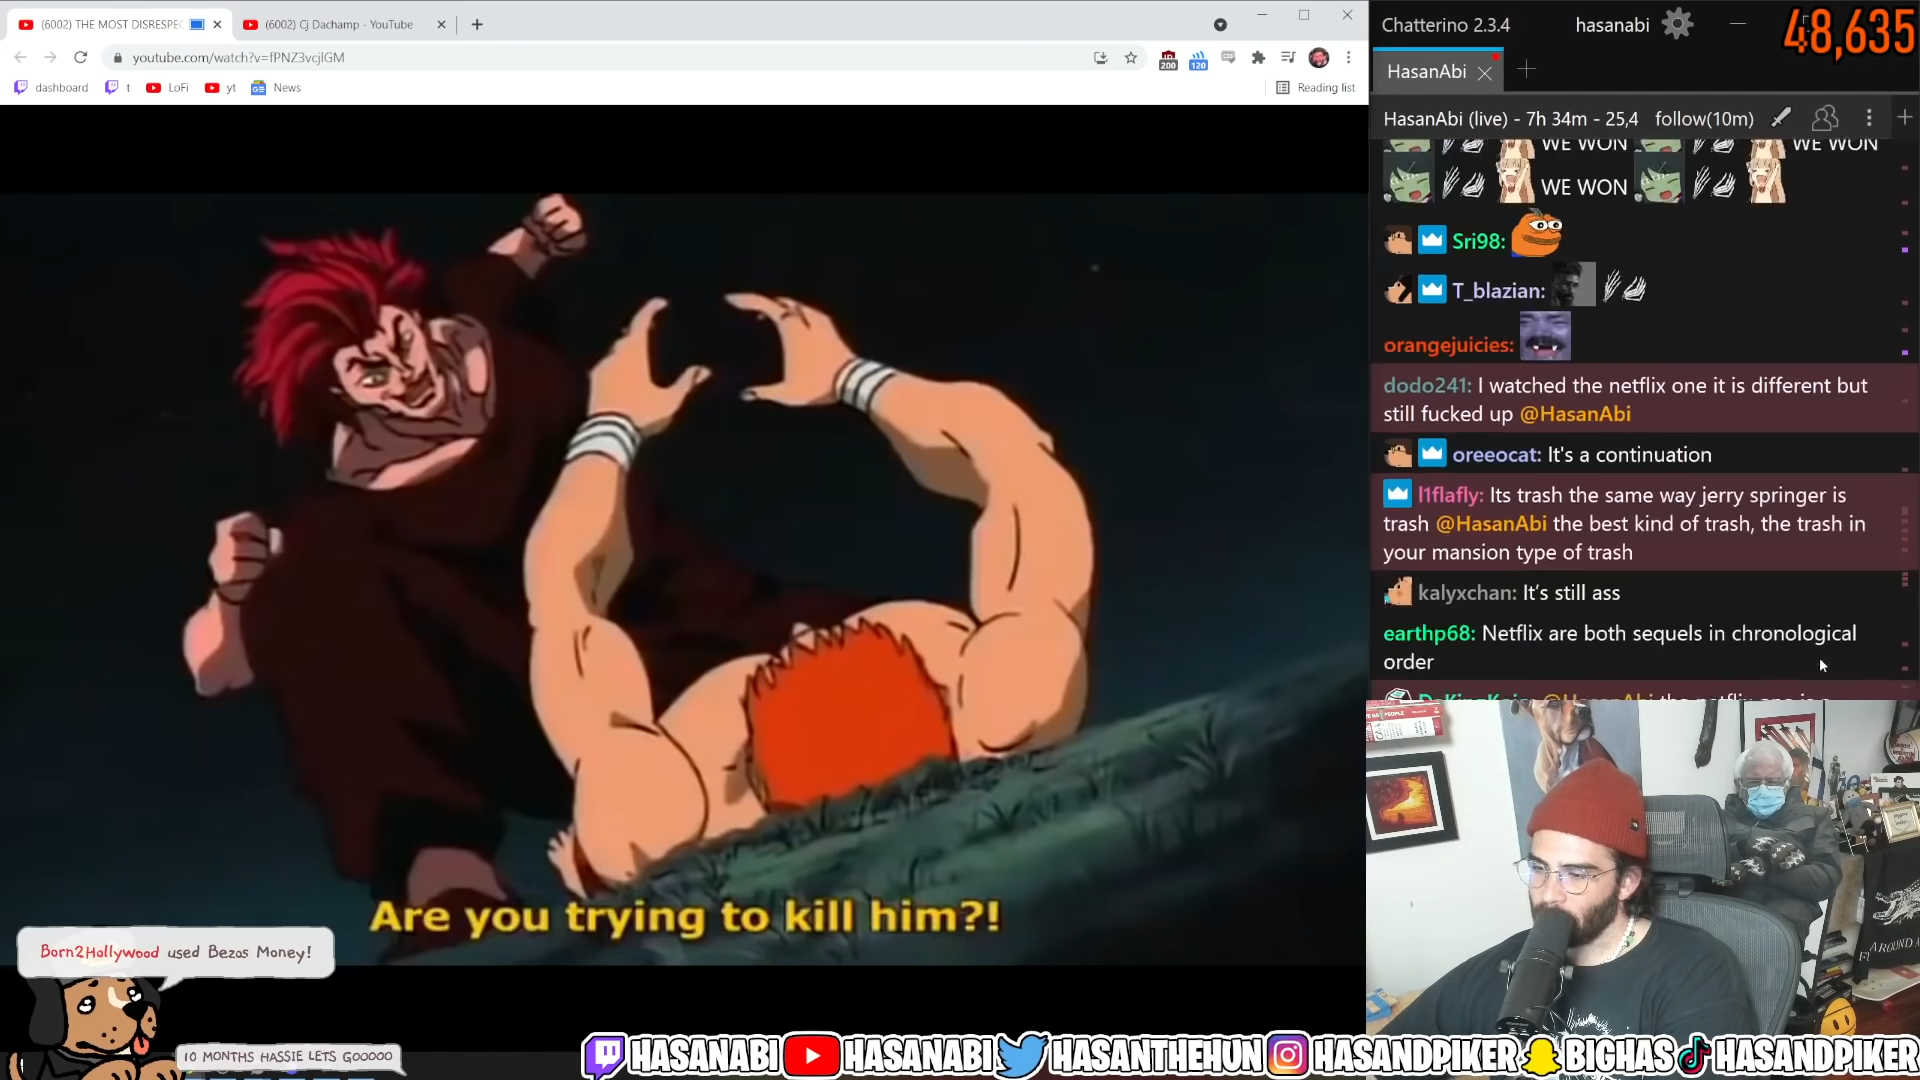 (6002) THE MOST DISRESPEC
(6002) Cj Dachamp - YouTube
Chatterino 2.3.4
hasanabi
48,635
youtube.com/watch?v=fPNZ3vcjlGM
200
120
HasanAbi
dashboard
t
LoFi
yt
News
Reading list
HasanAbi (live) - 7h 34m - 25,4
follow(10m)
WE WON
WE WON
WE WON
Sri98:
T_blazian:
orangejuicies:
dodo241: I watched the netflix one it is different but
still fucked up @HasanAbi
oreeocat: It's a continuation
l1flafly: Its trash the same way jerry springer is
trash @HasanAbi the best kind of trash, the trash in
your mansion type of trash
kalyxchan: It's still ass
earthp68: Netflix are both sequels in chronological
order
Are you trying to kill him?!
Born2Hollywood used Bezos Money!
10 MONTHS HASSIE LETS GOOOOO
HASANABI
HASANABI
HASANTHEHUN
HASANDPIKER
BIGHAS
HASANDPIKER